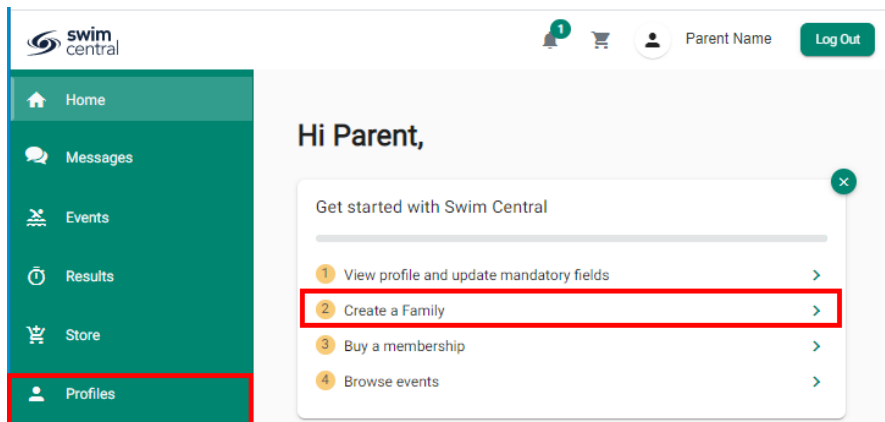 swim
central
1
Parent Name
Log Out
Home
Messages
Events
Results
Store
Profiles
Hi Parent,
Get started with Swim Central
1 View profile and update mandatory fields
2 Create a Family
3 Buy a membership
4 Browse events